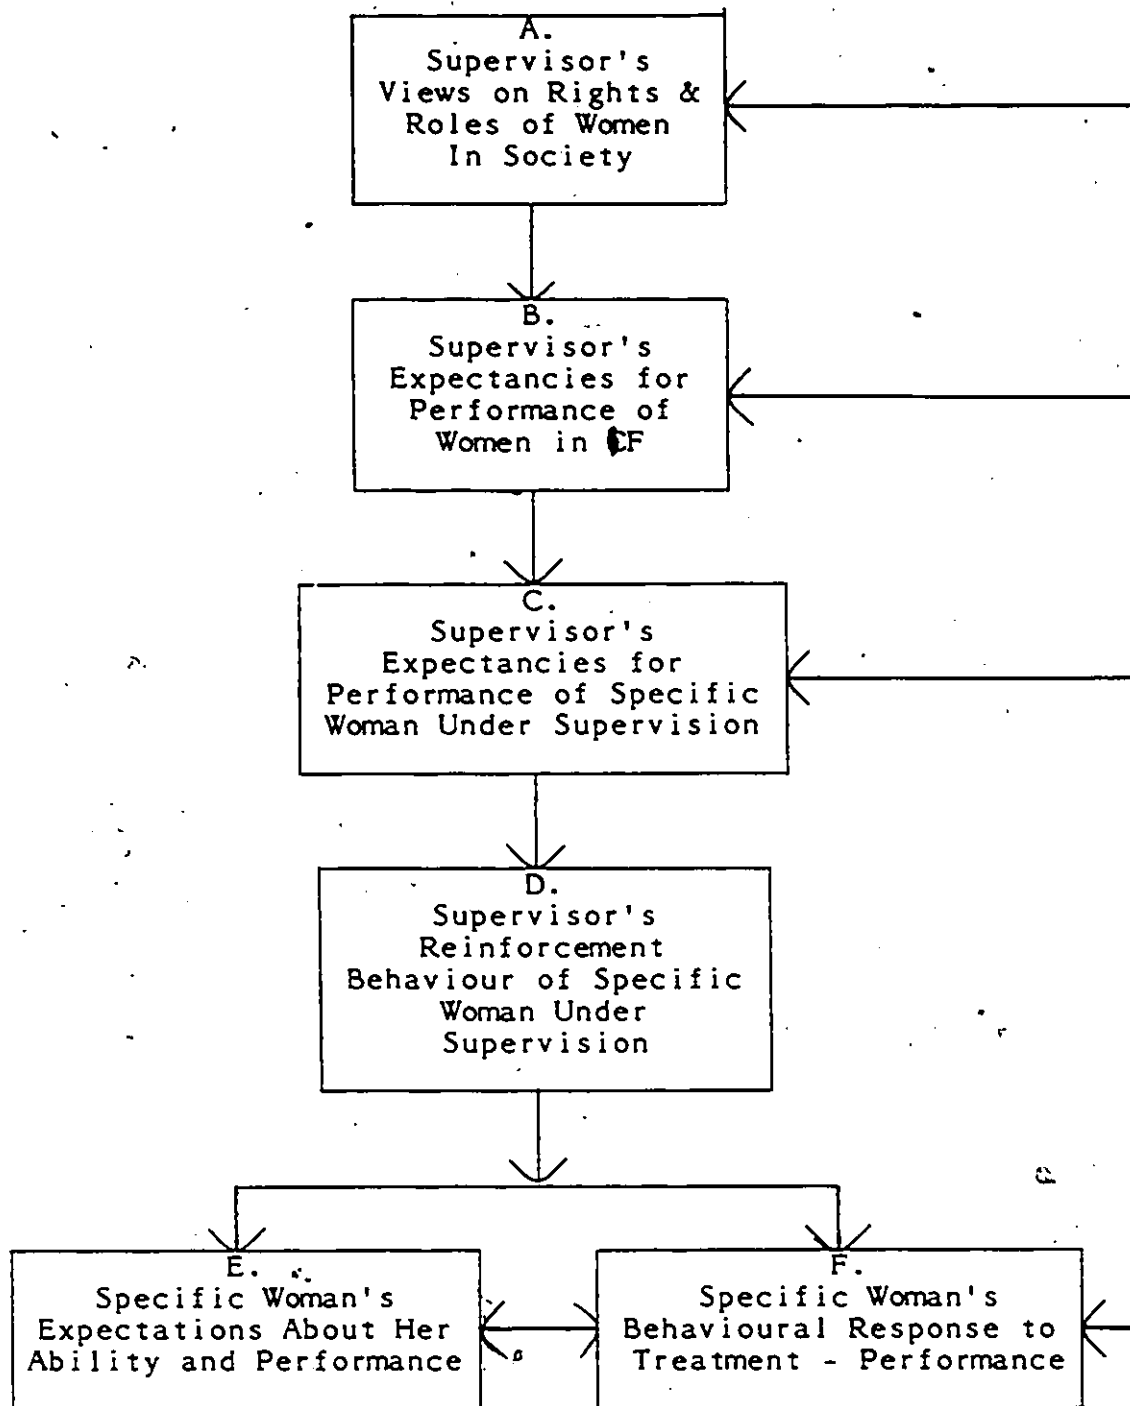 A.
Supervisor's
Views on Rights &
Roles of Women
In Society
B.
Supervisor's
Expectancies for
Performance of
Women in CF
C.
Supervisor's
Expectancies for
Performance of Specific
Woman Under Supervision
D.
Supervisor's
Reinforcement
Behaviour of Specific
Woman Under
Supervision
E.
Specific Woman's
Expectations About Her
Ability and Performance
F.
Specific Woman's
Behavioural Response to
Treatment - Performance